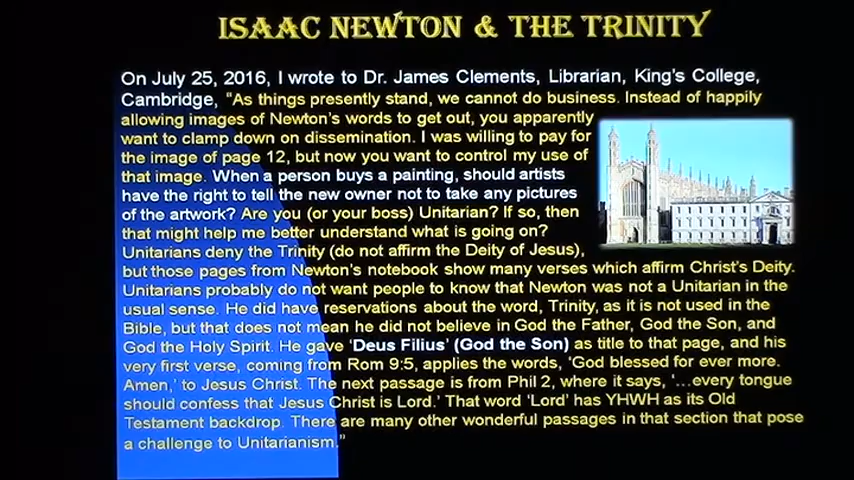 ISAAC NEWTON & THE TRINITY
On July 25, 2016, I wrote to Dr. James Clements, Librarian, King's College,
Cambridge, "As things presently stand, we cannot do business. Instead of happily
allowing images of Newton's words to get out, you apparently
want to clamp down on dissemination. I was willing to pay for
the image of page 12, but now you want to control my use of
that image. When a person buys a painting, should artists
have the right to tell the new owner not to take any pictures
of the artwork? Are you (or your boss) Unitarian? If so, then
that might help me better understand what is going on?
Unitarians deny the Trinity (do not affirm the Deity of Jesus),
but those pages from Newton's notebook show many verses which affirm Christ's Deity.
Unitarians probably do not want people to know that Newton was not a Unitarian in the
usual sense. He did have reservations about the word, Trinity, as it is not used in the
Bible, but that does not mean he did not believe in God the Father, God the Son, and
God the Holy Spirit. He gave 'Deus Filius' (God the Son) as title to that page, and his
very first verse, coming from Rom 9:5, applies the words, 'God blessed for ever more.
Amen,' to Jesus Christ. The next passage is from Phil 2, where it says, '...every tongue
should confess that Jesus Christ is Lord.' That word 'Lord' has YHWH as its Old
Testament backdrop. There are many other wonderful passages in that section that pose
a challenge to Unitarianism."